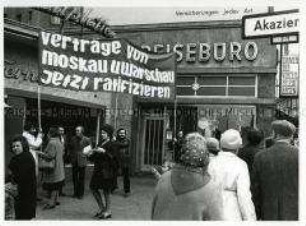 Versicherungen jeder Art
Akazien
REISEBÜRO
Verträge von
Moskau u Warschau
jetzt ratifizieren